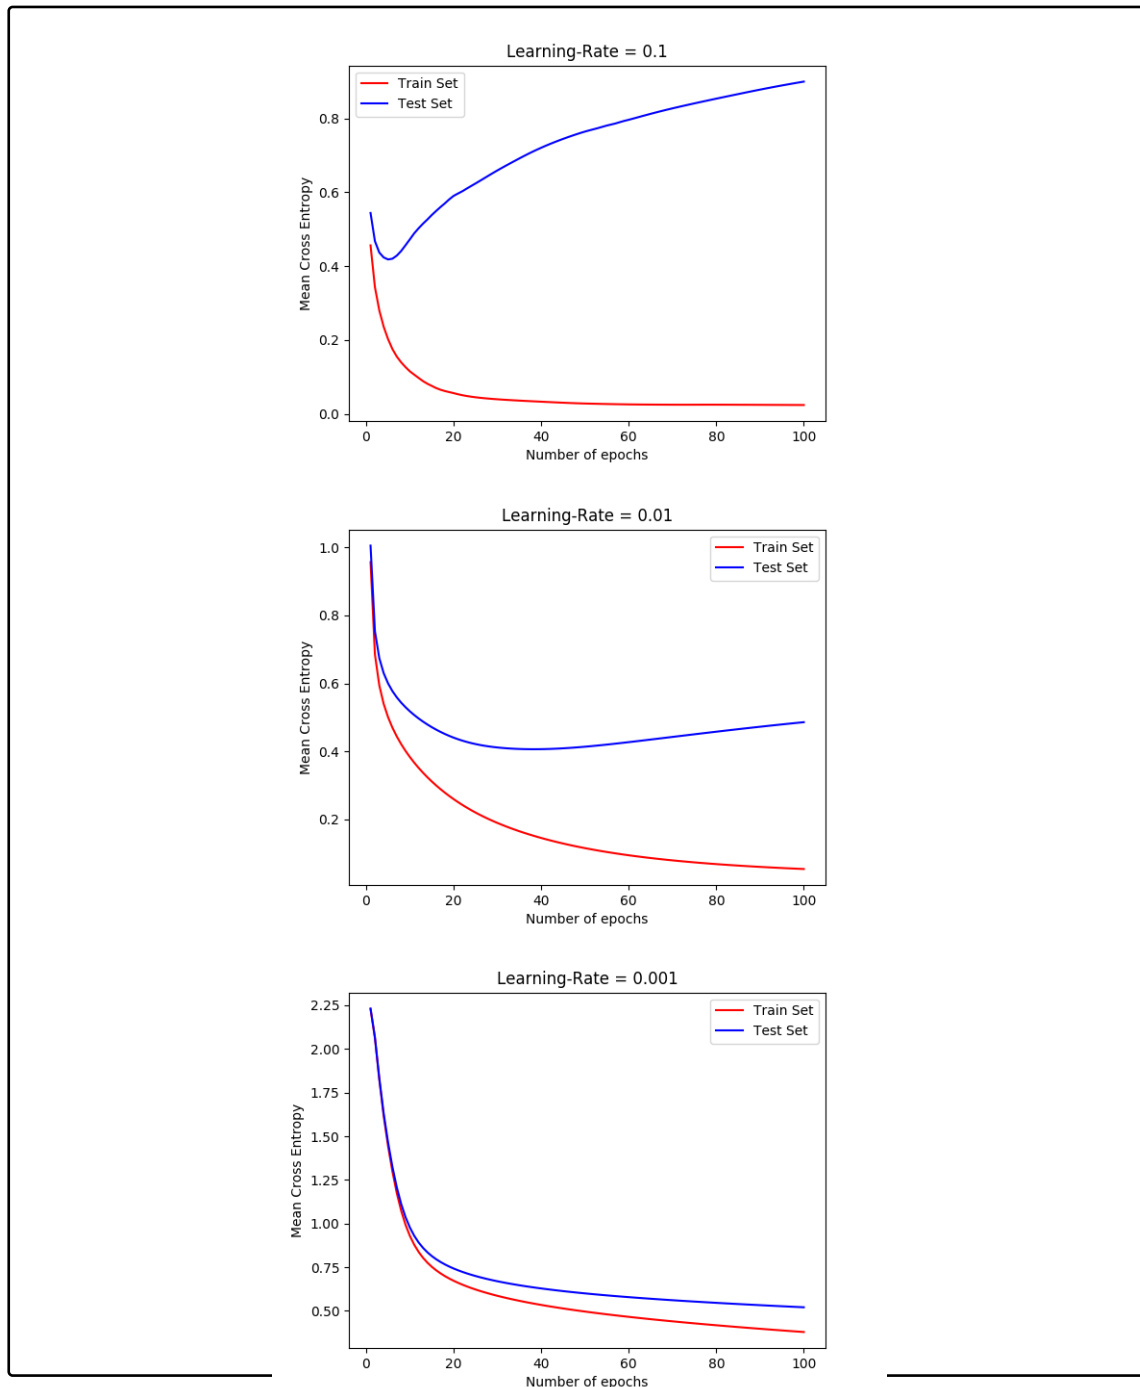 Learning-Rate = 0.1
Train Set
Test Set
Mean Cross Entropy
0.8
0.6
0.4
0.2
0.0
0 20 40 60 80 100
Number of epochs
Learning-Rate = 0.01
Train Set
Test Set
Mean Cross Entropy
1.0
0.8
0.6
0.4
0.2
0 20 40 60 80 100
Number of epochs
Learning-Rate = 0.001
Train Set
Test Set
Mean Cross Entropy
2.25
2.00
1.75
1.50
1.25
1.00
0.75
0.50
0 20 40 60 80 100
Number of epochs